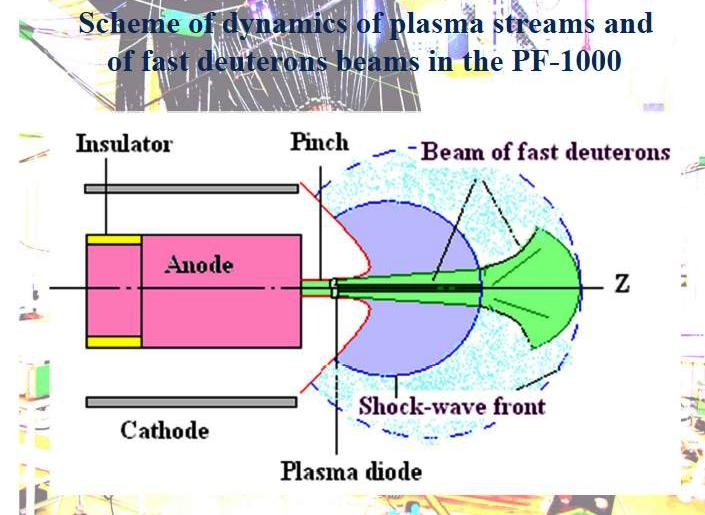 Scheme of dynamics of plasma streams and
of fast deuterons beams in the PF-1000
Insulator
Pinch
Beam of fast deuterons
Anode
Z
Shock-wave front
Cathode
Plasma diode